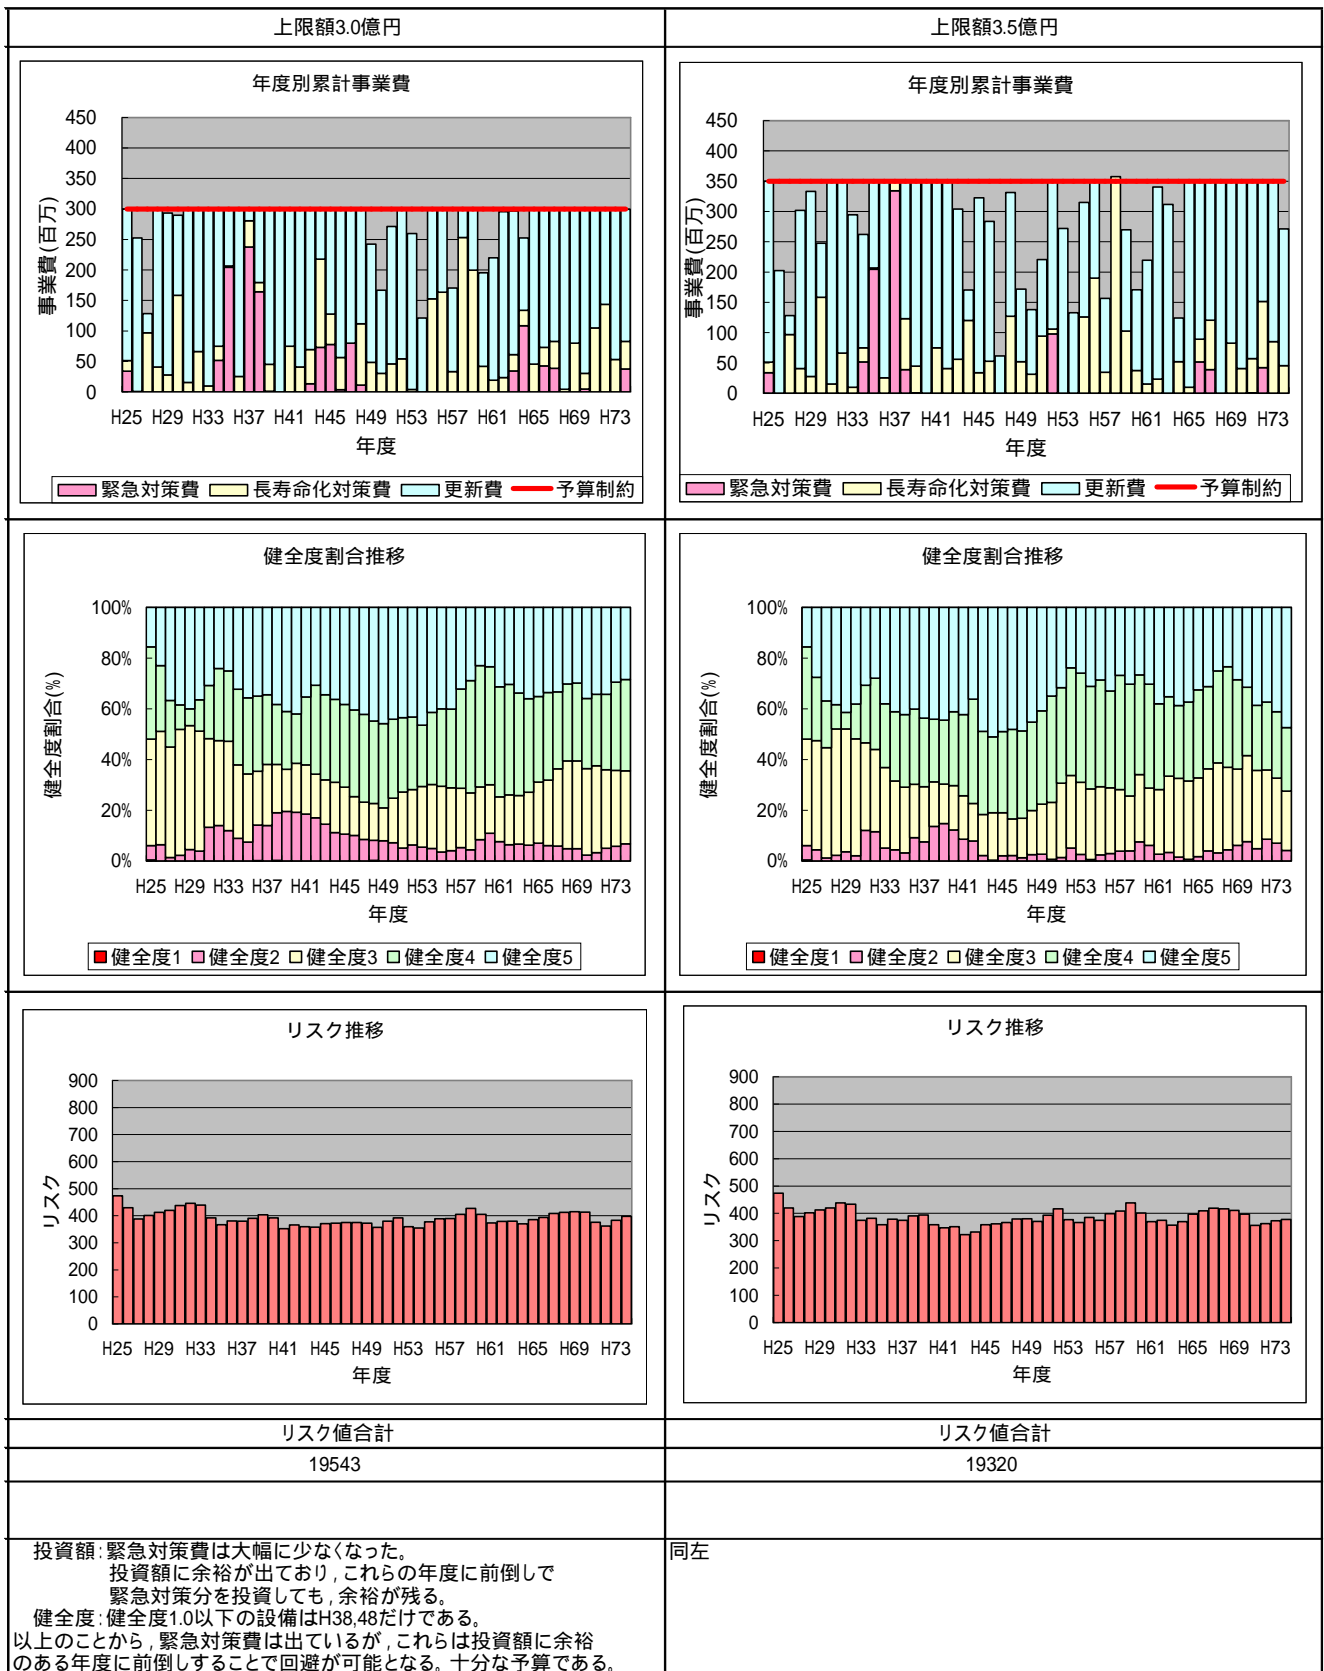 上限額3.0億円
上限額3.5億円
年度別累計事業費
450
400
350
300
250
200
150
100
50
0
事業費(百万)
H25 H29 H33 H37 H41 H45 H49 H53 H57 H61 H65 H69 H73
年度
緊急対策費 長寿命化対策費 更新費 予算制約
年度別累計事業費
450
400
350
300
250
200
150
100
50
0
事業費(百万)
H25 H29 H33 H37 H41 H45 H49 H53 H57 H61 H65 H69 H73
年度
緊急対策費 長寿命化対策費 更新費 予算制約
健全度割合推移
100%
80%
60%
40%
20%
0%
健全度割合(%)
H25 H29 H33 H37 H41 H45 H49 H53 H57 H61 H65 H69 H73
年度
健全度1 健全度2 健全度3 健全度4 健全度5
健全度割合推移
100%
80%
60%
40%
20%
0%
健全度割合(%)
H25 H29 H33 H37 H41 H45 H49 H53 H57 H61 H65 H69 H73
年度
健全度1 健全度2 健全度3 健全度4 健全度5
リスク推移
900
800
700
600
500
400
300
200
100
0
リスク
H25 H29 H33 H37 H41 H45 H49 H53 H57 H61 H65 H69 H73
年度
リスク推移
900
800
700
600
500
400
300
200
100
0
リスク
H25 H29 H33 H37 H41 H45 H49 H53 H57 H61 H65 H69 H73
年度
リスク値合計
リスク値合計
19543
19320
投資額:緊急対策費は大幅に少なくなった。
投資額に余裕が出ており,これらの年度に前倒しで
緊急対策分を投資しても,余裕が残る。
健全度:健全度1.0以下の設備はH38,48だけである。
以上のことから,緊急対策費は出ているが,これらは投資額に余裕
のある年度に前倒しすることで回避が可能となる。十分な予算である。
同左